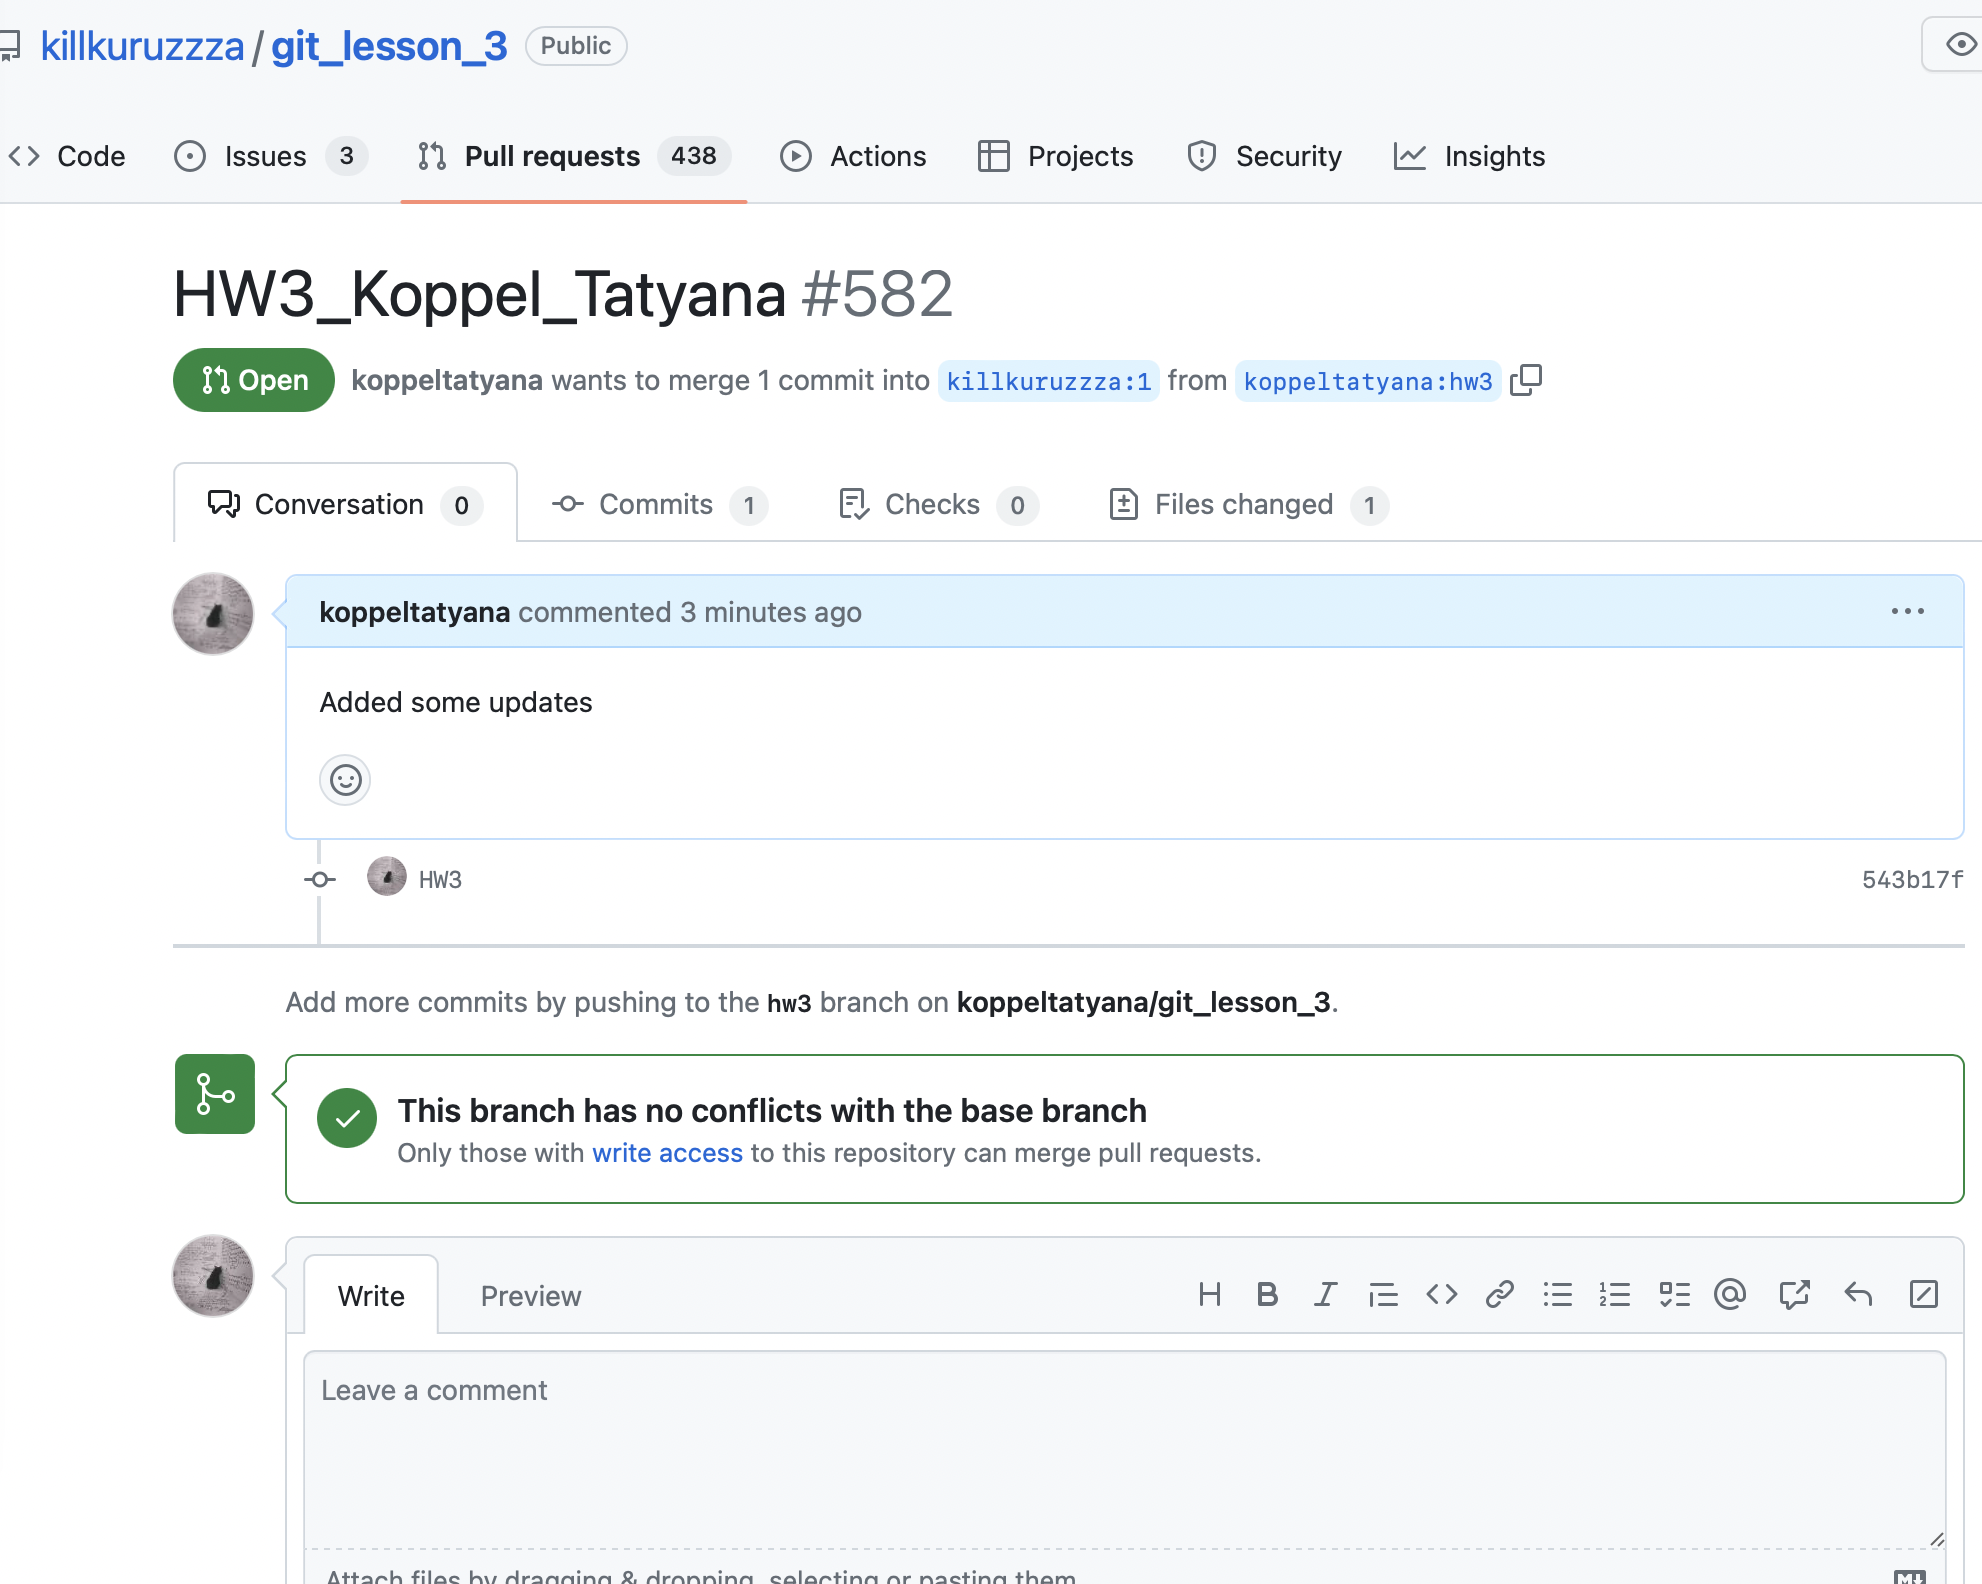 killkuruzzza / git_lesson_3 Public
Code Issues 3 Pull requests 438 Actions Projects Security Insights
HW3_Koppel_Tatyana #582
Open koppeltatyana wants to merge 1 commit into killkuruzzza:1 from koppeltatyana:hw3
Conversation 0 Commits 1 Checks 0 Files changed 1
koppeltatyana commented 3 minutes ago
Added some updates
HW3 543b17f
Add more commits by pushing to the hw3 branch on koppeltatyana/git_lesson_3.
This branch has no conflicts with the base branch
Only those with write access to this repository can merge pull requests.
Write Preview
Leave a comment
Attach files by dragging & dropping, selecting or pasting them.